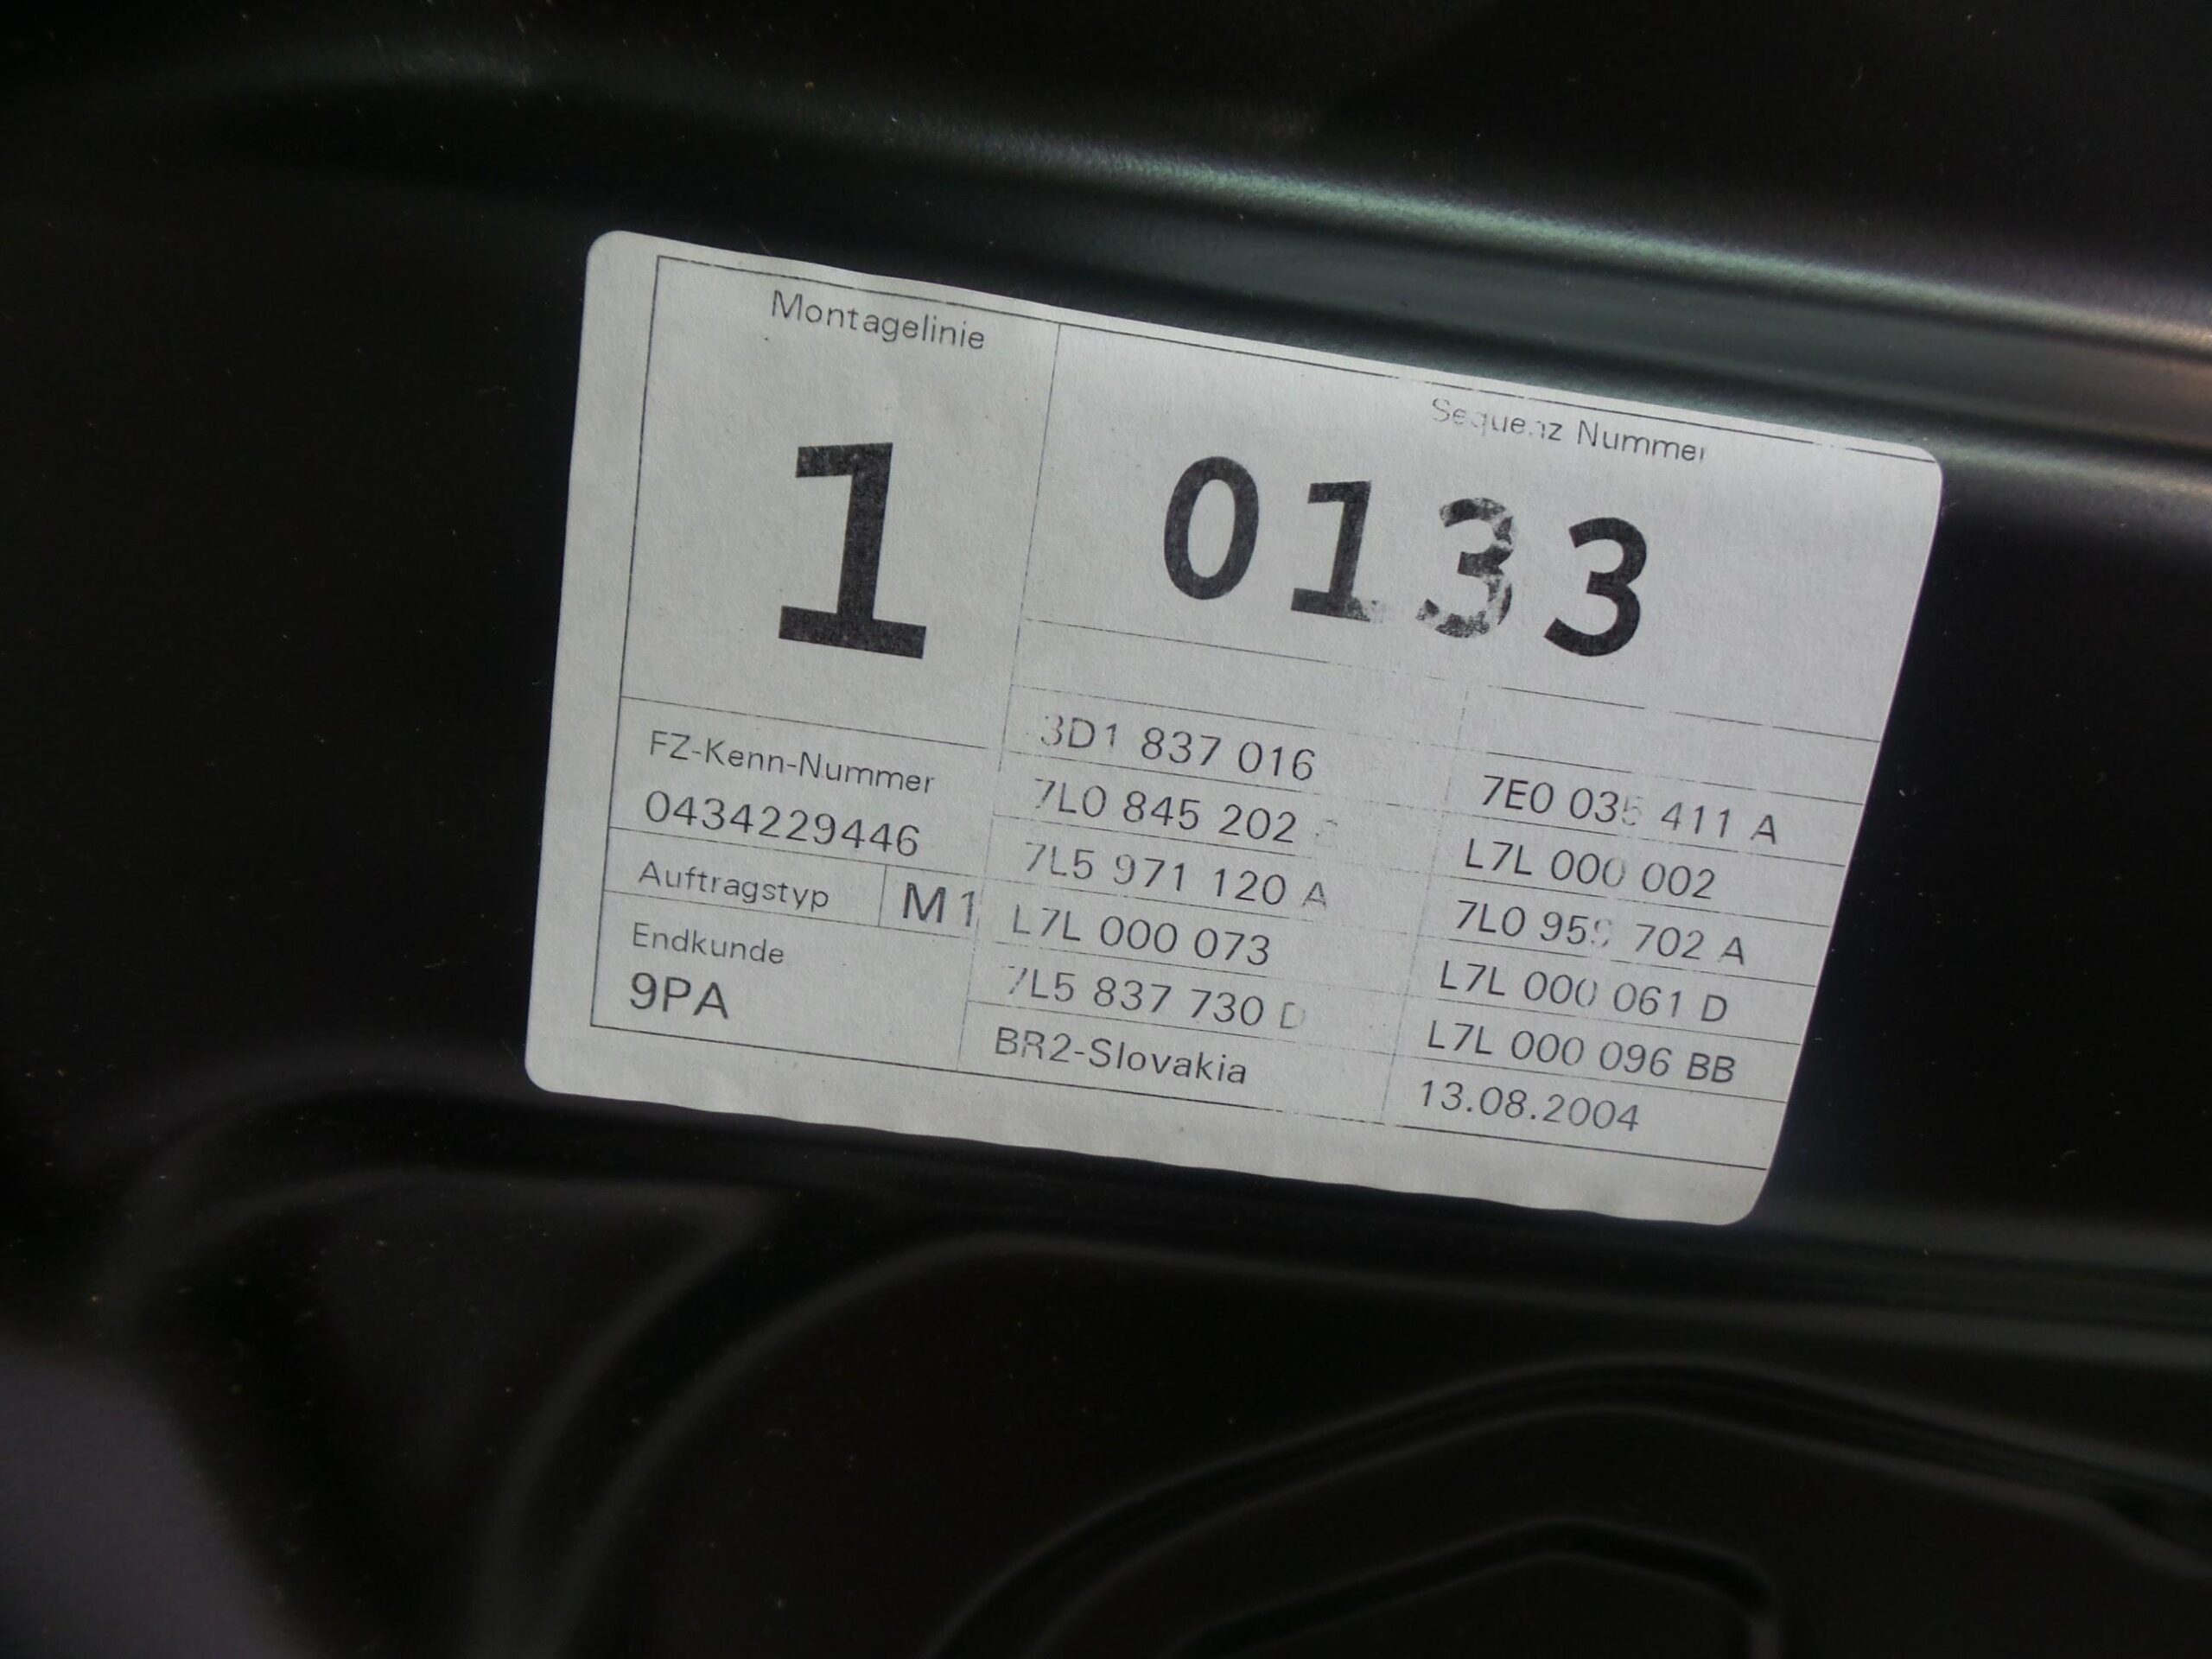 Montagelinie
1
Sequenz Nummer
0133
FZ-Kenn-Nummer
0434229446
Auftragstyp M1
Endkunde
9PA
3D1 837 016
7L0 845 202
7L5 971 120 A
L7L 000 073
7L5 837 730 D
BR2-Slovakia
7E0 035 411 A
L7L 000 002
7L0 959 702 A
L7L 000 061 D
L7L 000 096 BB
13.08.2004